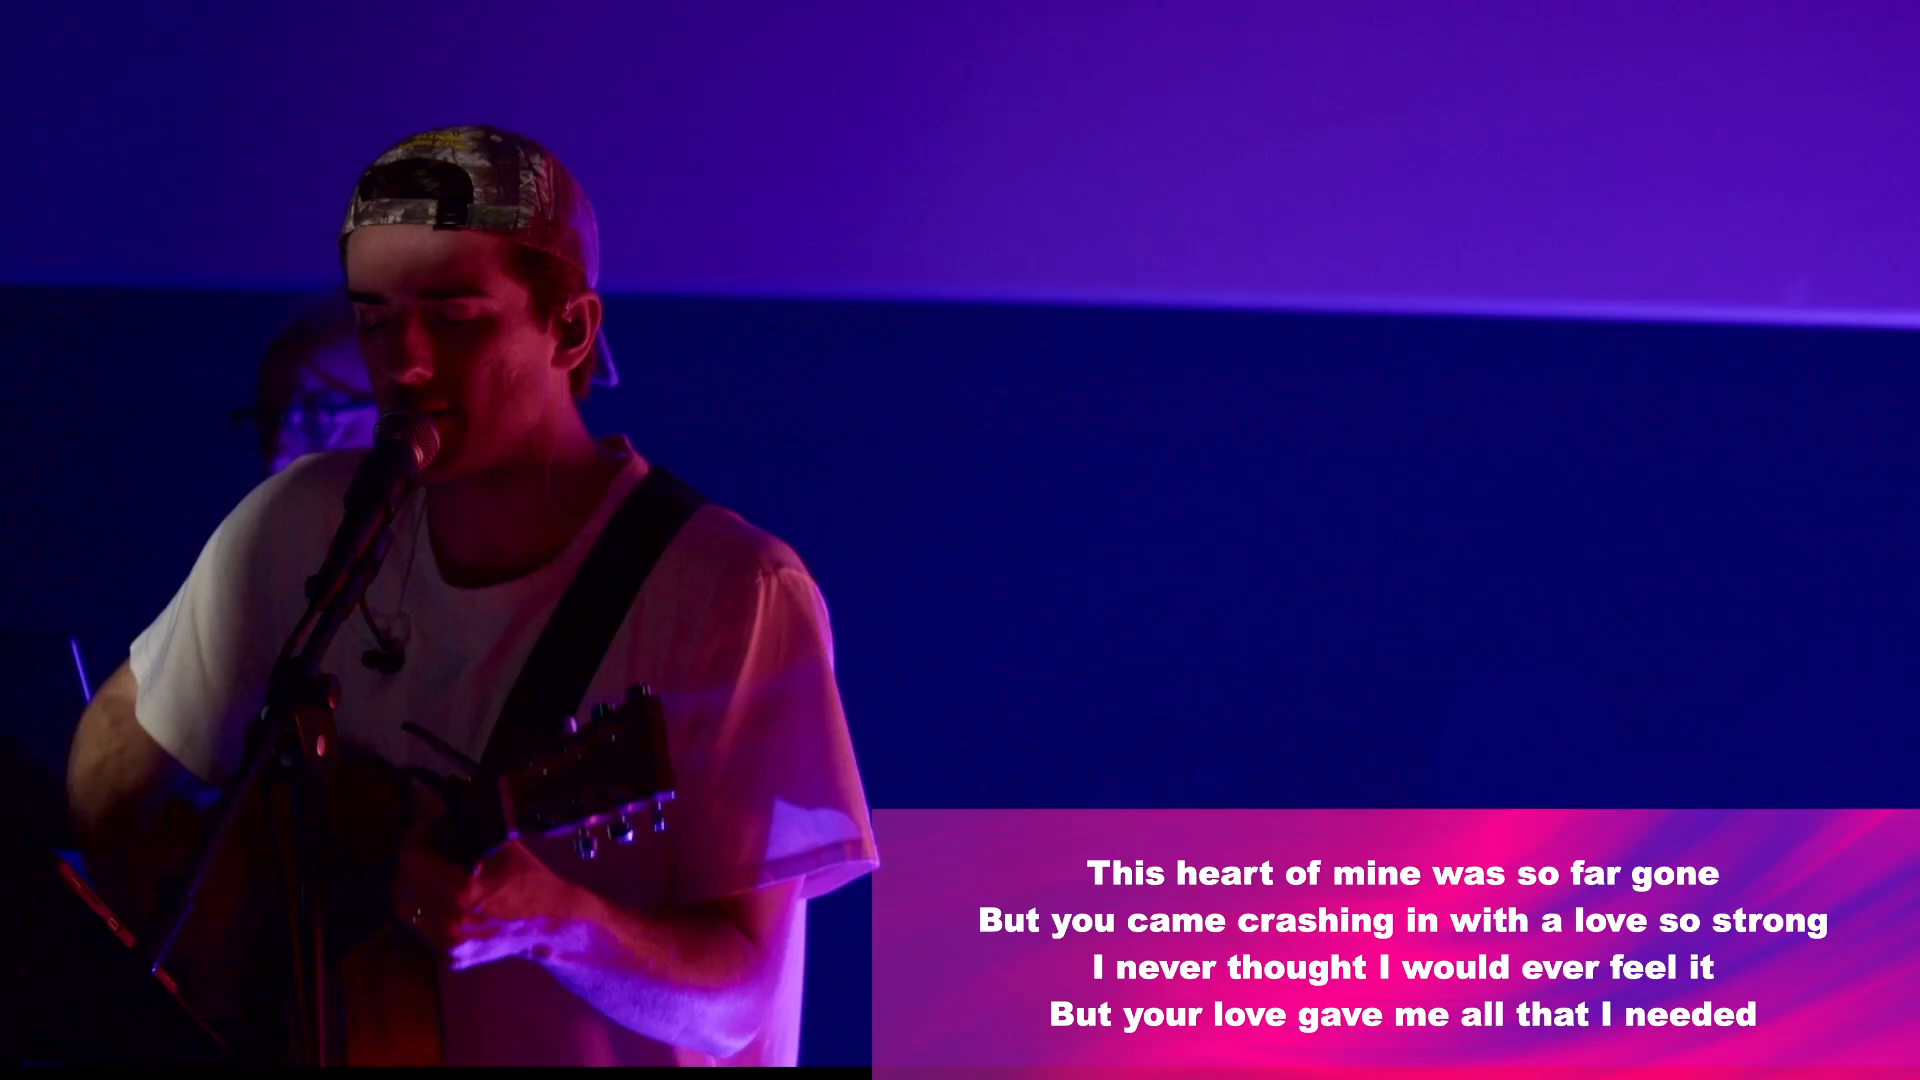 This heart of mine was so far gone
But you came crashing in with a love so strong
I never thought I would ever feel it
But your love gave me all that I needed